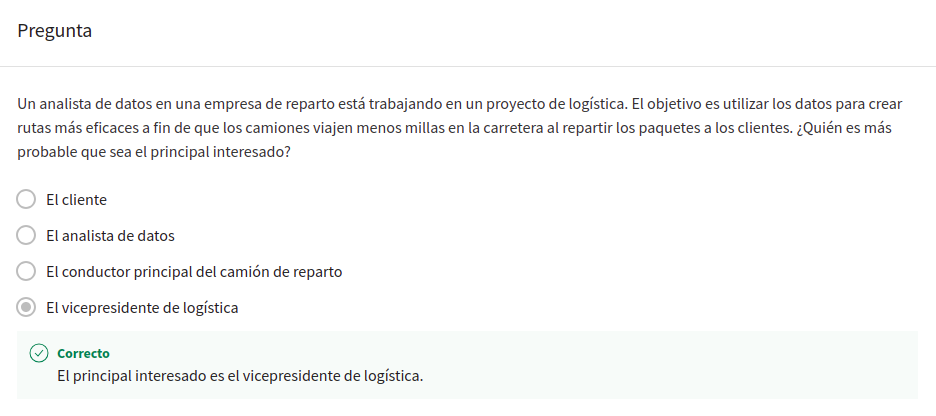 Pregunta
Un analista de datos en una empresa de reparto está trabajando en un proyecto de logística. El objetivo es utilizar los datos para crear
rutas más eficaces a fin de que los camiones viajen menos millas en la carretera al repartir los paquetes a los clientes. ¿Quién es más
probable que sea el principal interesado?
El cliente
El analista de datos
El conductor principal del camión de reparto
El vicepresidente de logística
Correcto
El principal interesado es el vicepresidente de logística.